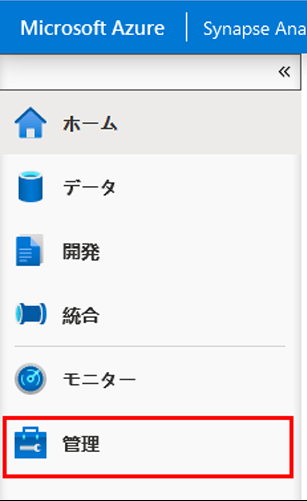 Microsoft Azure
Synapse Ana
«
ホーム
データ
開発
統合
モニター
管理